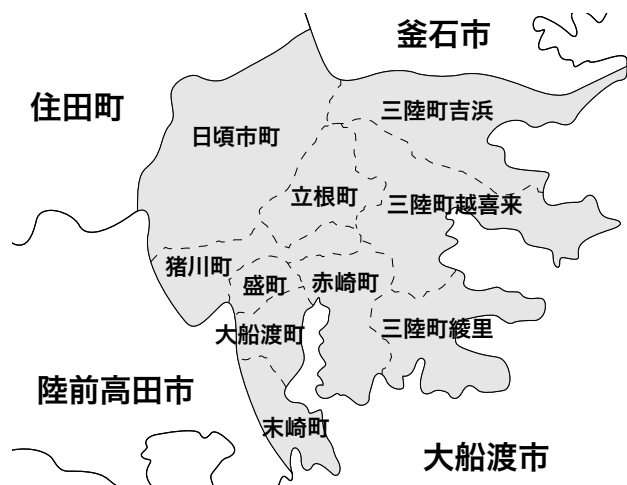 釜石市
住田町
三陸町吉浜
日頃市町
立根町
三陸町越喜来
猪川町
盛町
赤崎町
大船渡町
三陸町綾里
陸前高田市
末崎町
大船渡市